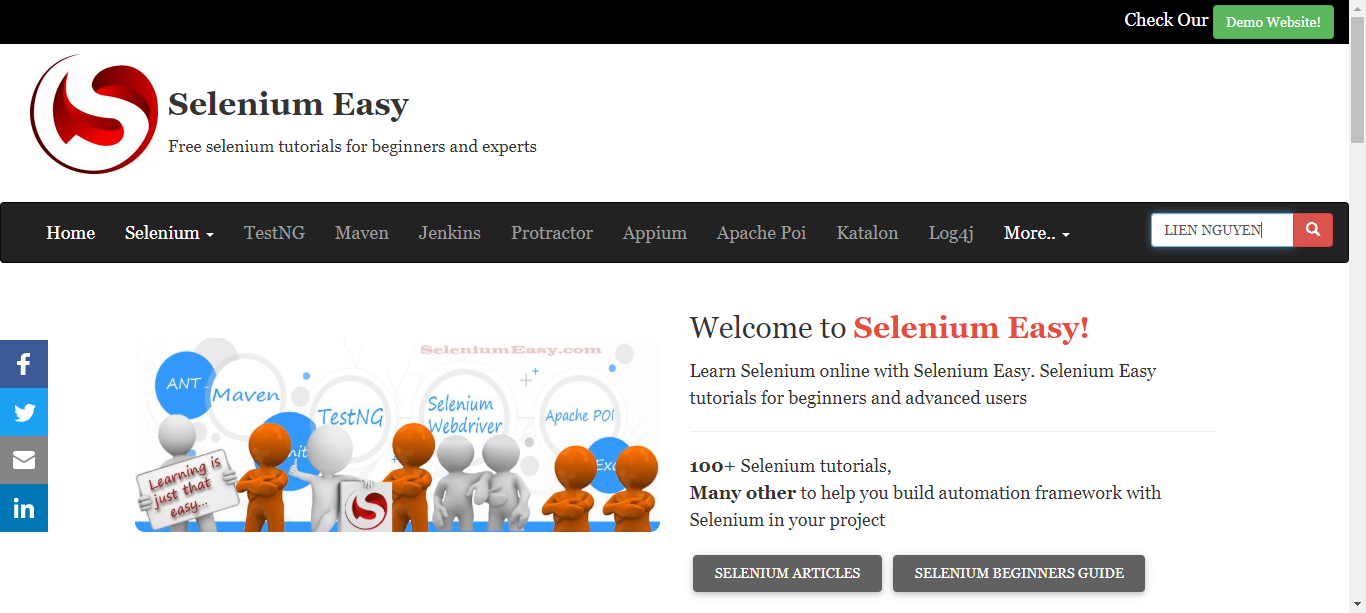 Check Our Demo Website!
Selenium Easy
Free selenium tutorials for beginners and experts
Home Selenium TestNG Maven Jenkins Protractor Appium Apache Poi Katalon Log4j More.. LIEN NGUYEN
SeleniumEasy.com
ANT
Maven
TestNG
Selenium
Webdriver
Apache POI
Learning is
just that
easy...
Welcome to Selenium Easy!
Learn Selenium online with Selenium Easy. Selenium Easy
tutorials for beginners and advanced users
100+ Selenium tutorials,
Many other to help you build automation framework with
Selenium in your project
SELENIUM ARTICLES SELENIUM BEGINNERS GUIDE